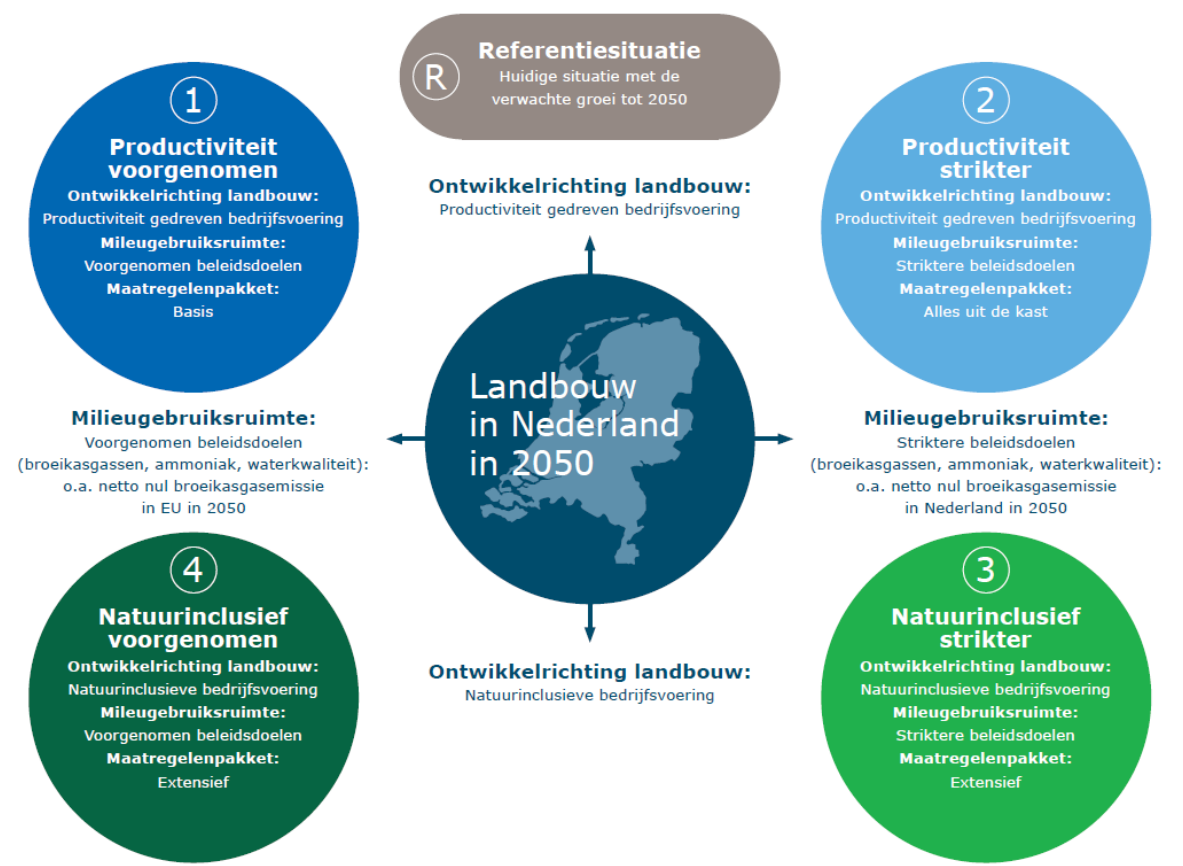 R
Referentiesituatie
Huidige situatie met de
verwachte groei tot 2050
1
Productiviteit
voorgenomen
Ontwikkelrichting landbouw:
Productiviteit gedreven bedrijfsvoering
Mileugebruiksruimte:
Voorgenomen beleidsdoelen
Maatregelenpakket:
Basis
2
Productiviteit
strikter
Ontwikkelrichting landbouw:
Productiviteit gedreven bedrijfsvoering
Mileugebruiksruimte:
Striktere beleidsdoelen
Maatregelenpakket:
Alles uit de kast
Ontwikkelrichting landbouw:
Productiviteit gedreven bedrijfsvoering
Landbouw
in Nederland
in 2050
Milieugebruiksruimte:
Voorgenomen beleidsdoelen
(broeikasgassen, ammoniak, waterkwaliteit):
o.a. netto nul broeikasgasemissie
in EU in 2050
Milieugebruiksruimte:
Striktere beleidsdoelen
(broeikasgassen, ammoniak, waterkwaliteit):
o.a. netto nul broeikasgasemissie
in Nederland in 2050
4
Natuurinclusief
voorgenomen
Ontwikkelrichting landbouw:
Natuurinclusieve bedrijfsvoering
Mileugebruiksruimte:
Voorgenomen beleidsdoelen
Maatregelenpakket:
Extensief
Ontwikkelrichting landbouw:
Natuurinclusieve bedrijfsvoering
3
Natuurinclusief
strikter
Ontwikkelrichting landbouw:
Natuurinclusieve bedrijfsvoering
Mileugebruiksruimte:
Striktere beleidsdoelen
Maatregelenpakket:
Extensief